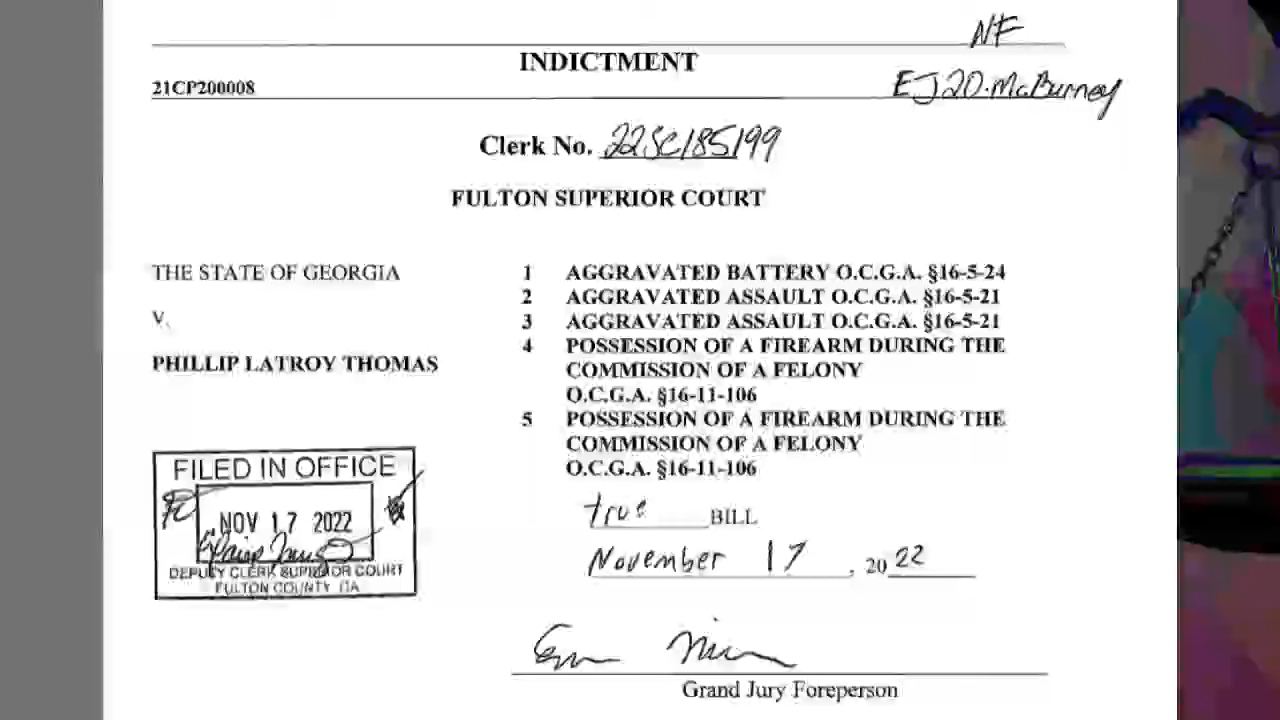 NF
INDICTMENT
21CP200008
EJ20.McBurney
Clerk No. 22SC185199
FULTON SUPERIOR COURT
THE STATE OF GEORGIA
V.
PHILLIP LATROY THOMAS
1 AGGRAVATED BATTERY O.C.G.A. §16-5-24
2 AGGRAVATED ASSAULT O.C.G.A. §16-5-21
3 AGGRAVATED ASSAULT O.C.G.A. §16-5-21
4 POSSESSION OF A FIREARM DURING THE
COMMISSION OF A FELONY
O.C.G.A. §16-11-106
5 POSSESSION OF A FIREARM DURING THE
COMMISSION OF A FELONY
O.C.G.A. §16-11-106
FILED IN OFFICE
NOV 17 2022
DEPUTY CLERK SUPERIOR COURT
FULTON COUNTY, GA
true BILL
November 17, 2022
Grand Jury Foreperson